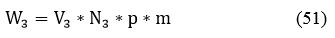 W₃ = V₃ * N₃ * p * m (51)